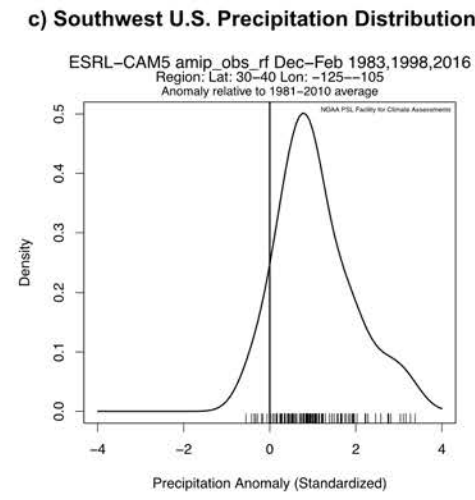 c) Southwest U.S. Precipitation Distribution
ESRL-CAM5 amip_obs_rf Dec-Feb 1983,1998,2016
Region: Lat: 30-40 Lon: -125--105
Anomaly relative to 1981-2010 average
NOAA PSL Facility for Climate Assessments
0.5
0.4
0.3
0.2
0.1
0.0
Density
-4 -2 0 2 4
Precipitation Anomaly (Standardized)